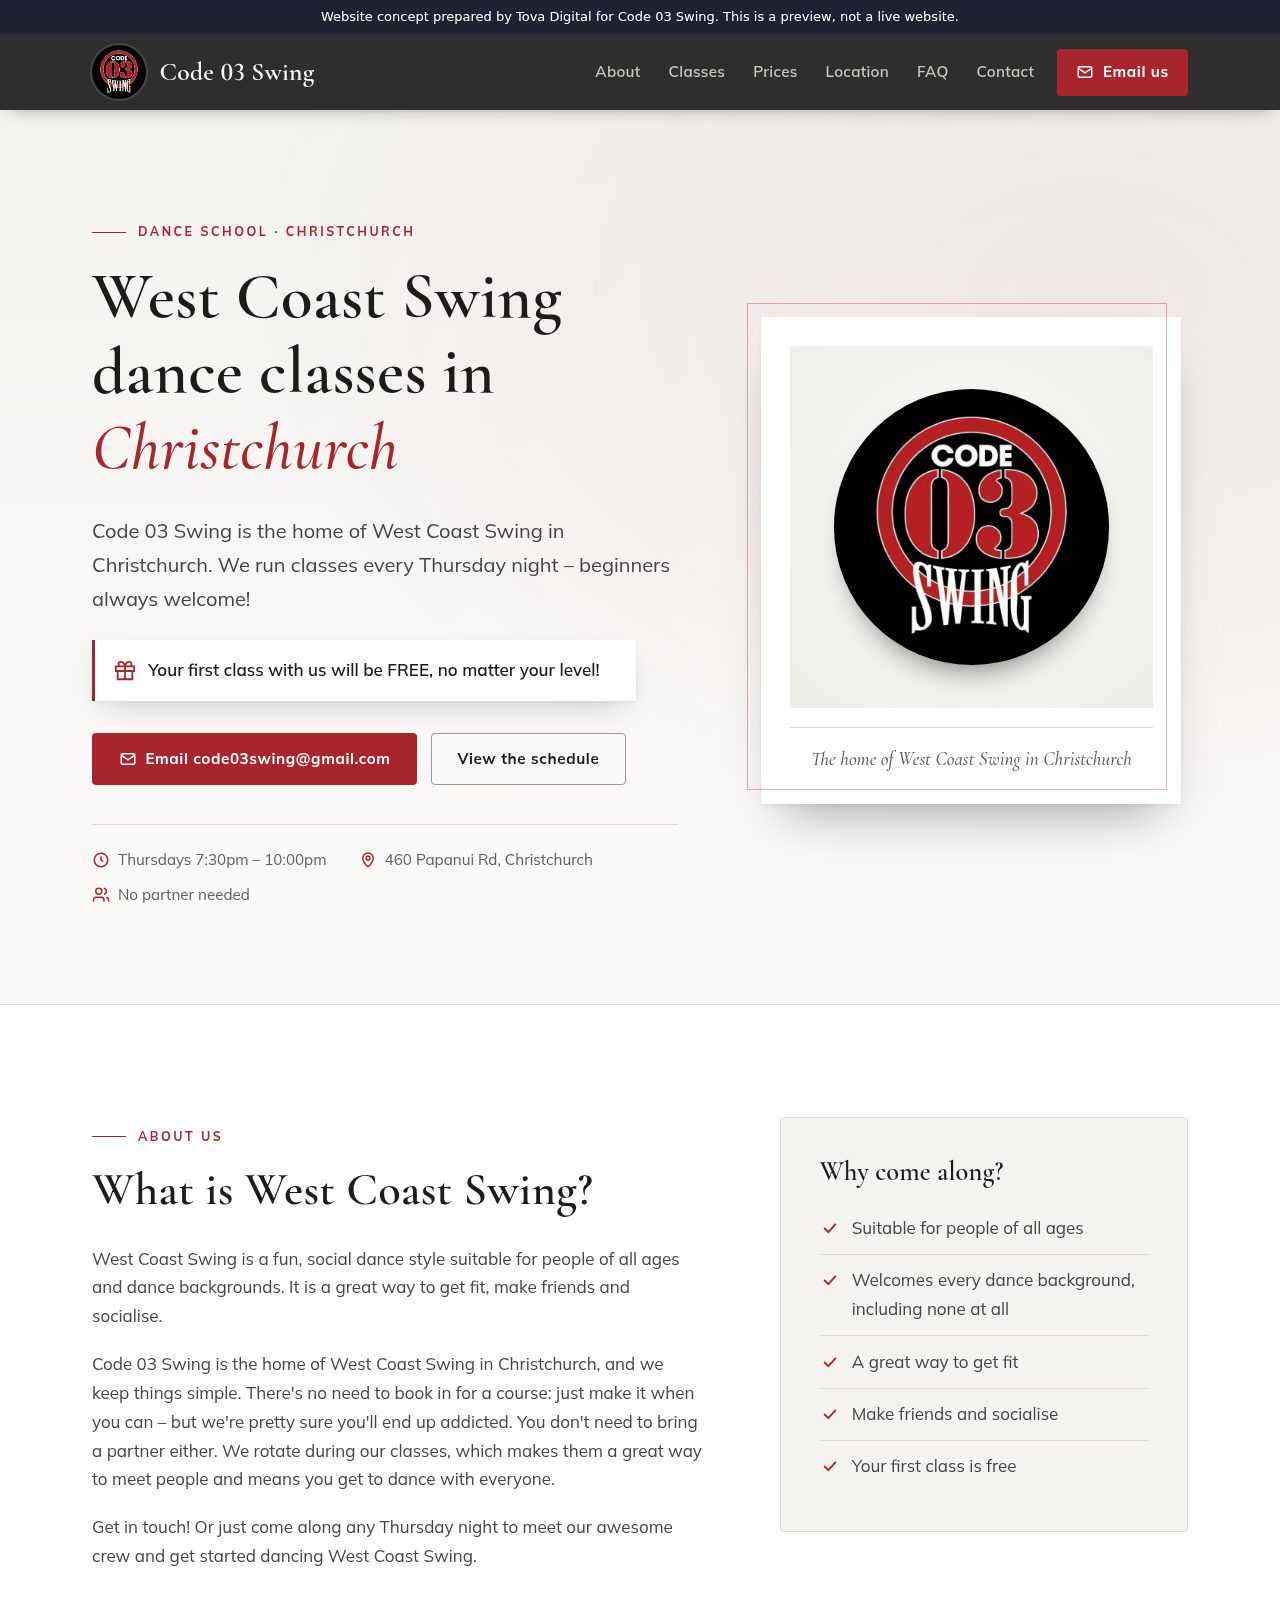 Website concept prepared by Tova Digital for Code 03 Swing. This is a preview, not a live website.
CODE
03
SWING
Code 03 Swing
About
Classes
Prices
Location
FAQ
Contact
Email us
DANCE SCHOOL · CHRISTCHURCH
West Coast Swing
dance classes in
Christchurch
Code 03 Swing is the home of West Coast Swing in
Christchurch. We run classes every Thursday night – beginners
always welcome!
Your first class with us will be FREE, no matter your level!
Email code03swing@gmail.com
View the schedule
Thursdays 7:30pm – 10:00pm
460 Papanui Rd, Christchurch
No partner needed
CODE
03
SWING
The home of West Coast Swing in Christchurch
ABOUT US
What is West Coast Swing?
West Coast Swing is a fun, social dance style suitable for people of all ages
and dance backgrounds. It is a great way to get fit, make friends and
socialise.
Code 03 Swing is the home of West Coast Swing in Christchurch, and we
keep things simple. There's no need to book in for a course: just make it when
you can – but we're pretty sure you'll end up addicted. You don't need to bring
a partner either. We rotate during our classes, which makes them a great way
to meet people and means you get to dance with everyone.
Get in touch! Or just come along any Thursday night to meet our awesome
crew and get started dancing West Coast Swing.
Why come along?
Suitable for people of all ages
Welcomes every dance background,
including none at all
A great way to get fit
Make friends and socialise
Your first class is free